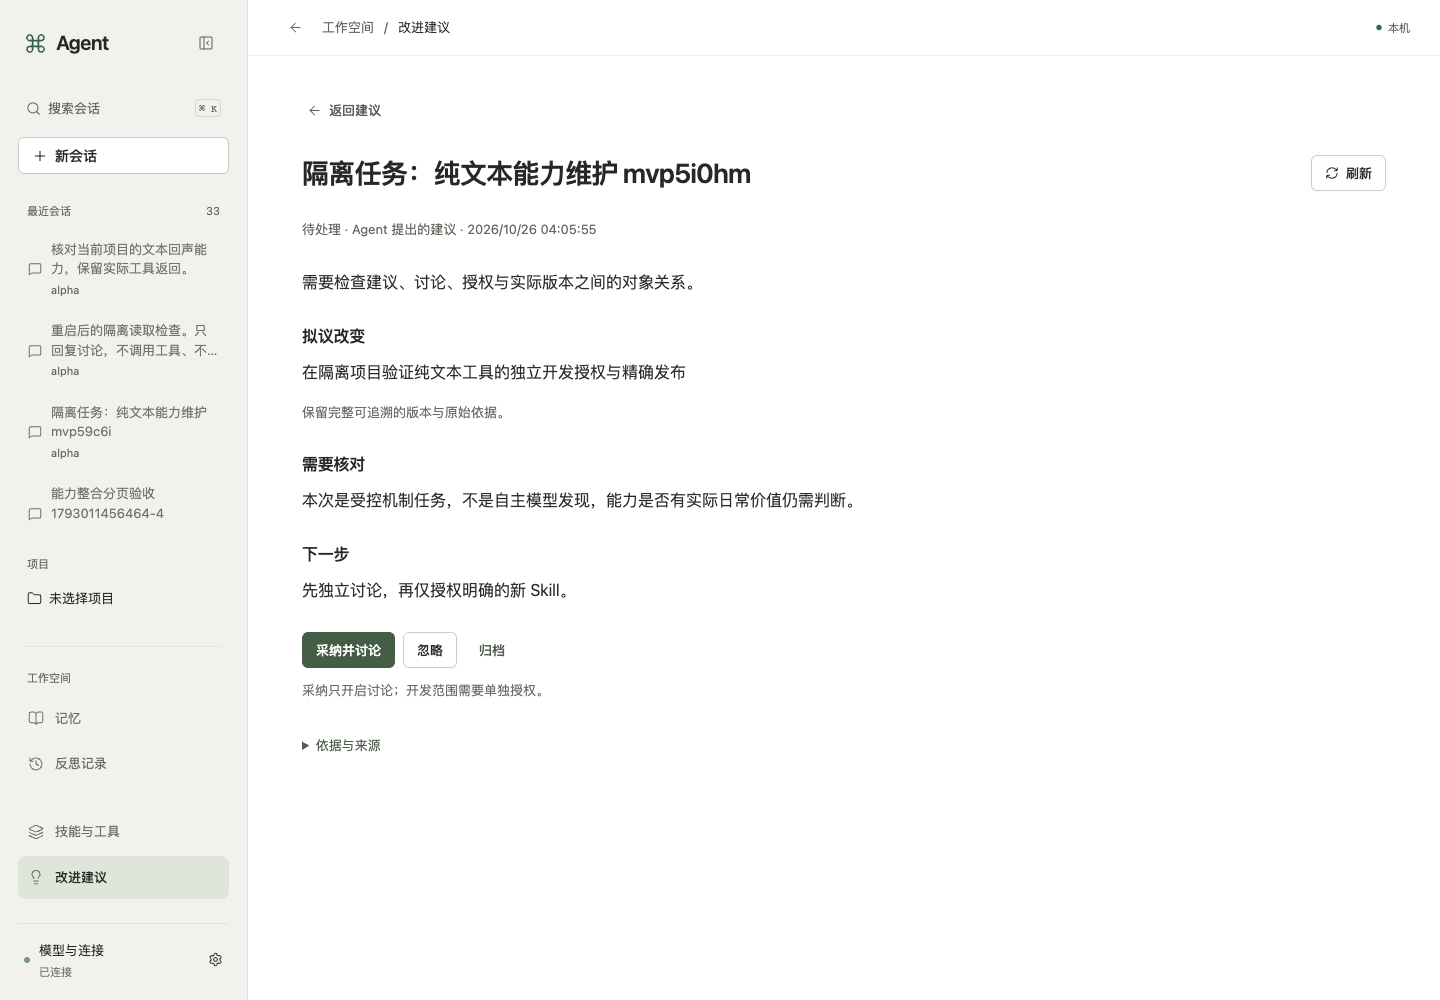 Agent
搜索会话
⌘ K
新会话
最近会话 33
核对当前项目的文本回声能
力，保留实际工具返回。
alpha
重启后的隔离读取检查。只
回复讨论，不调用工具、不...
alpha
隔离任务：纯文本能力维护
mvp59c6i
alpha
能力整合分页验收
1793011456464-4
项目
未选择项目
工作空间
记忆
反思记录
技能与工具
改进建议
模型与连接
已连接
工作空间 / 改进建议
本机
返回建议
隔离任务：纯文本能力维护 mvp5i0hm
刷新
待处理 · Agent 提出的建议 · 2026/10/26 04:05:55
需要检查建议、讨论、授权与实际版本之间的对象关系。
拟议改变
在隔离项目验证纯文本工具的独立开发授权与精确发布
保留完整可追溯的版本与原始依据。
需要核对
本次是受控机制任务，不是自主模型发现，能力是否有实际日常价值仍需判断。
下一步
先独立讨论，再仅授权明确的新 Skill。
采纳并讨论 忽略 归档
采纳只开启讨论；开发范围需要单独授权。
依据与来源